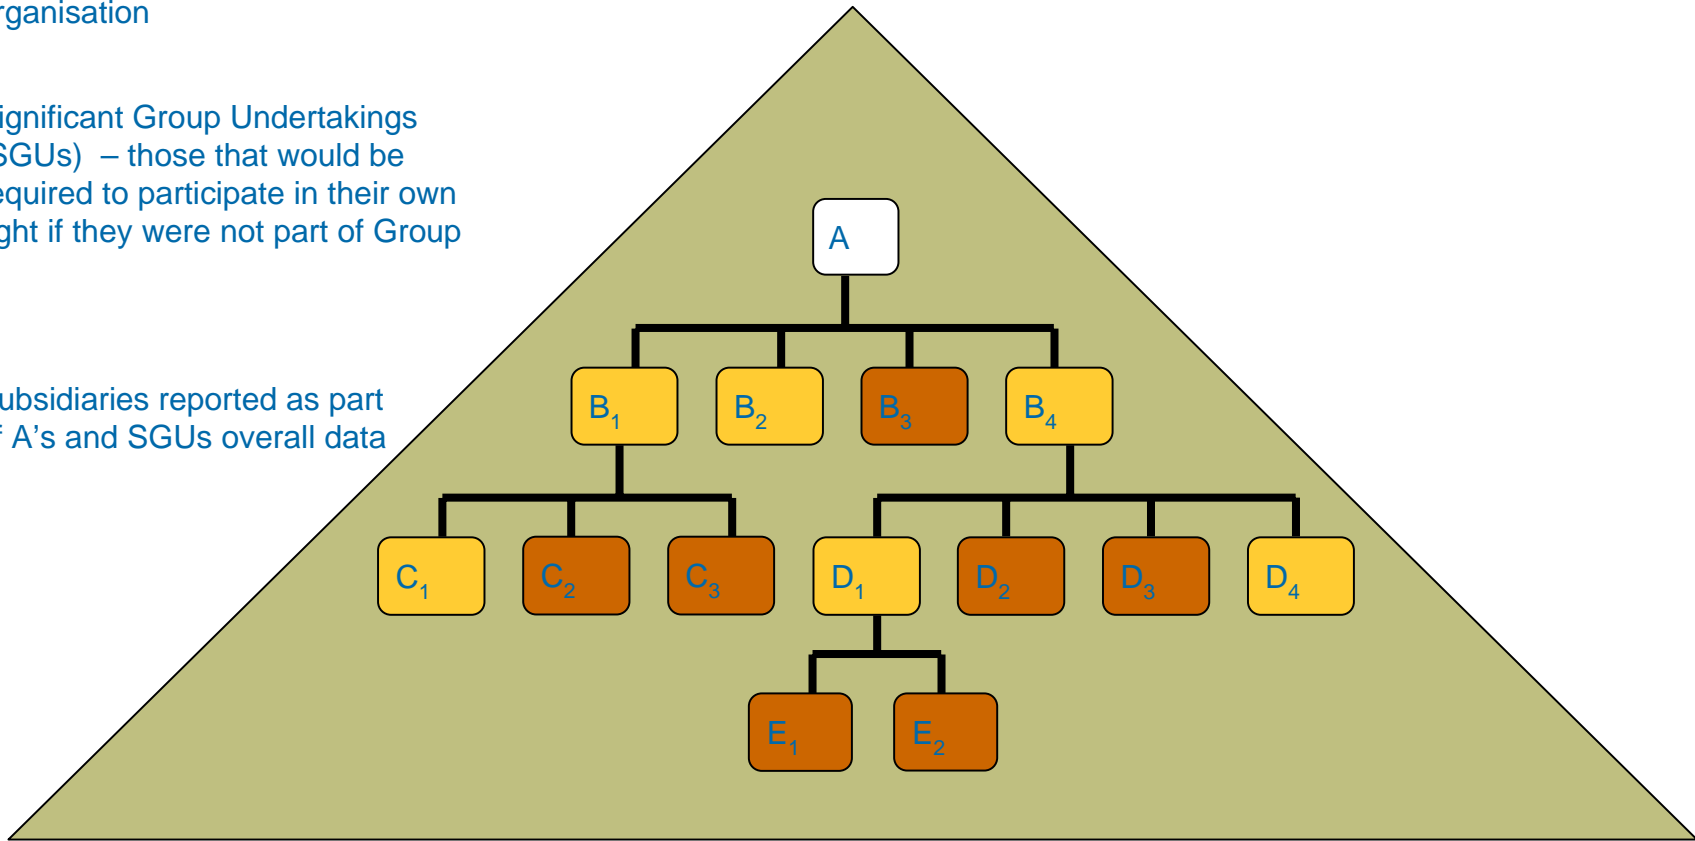 rganisation
ignificant Group Undertakings
SGUs) – those that would be
equired to participate in their own
ght if they were not part of Group
A
ubsidiaries reported as part
f A’s and SGUs overall data
B1 B2 B3 B4
C1 C2 C3 D1 D2 D3 D4
E1 E2